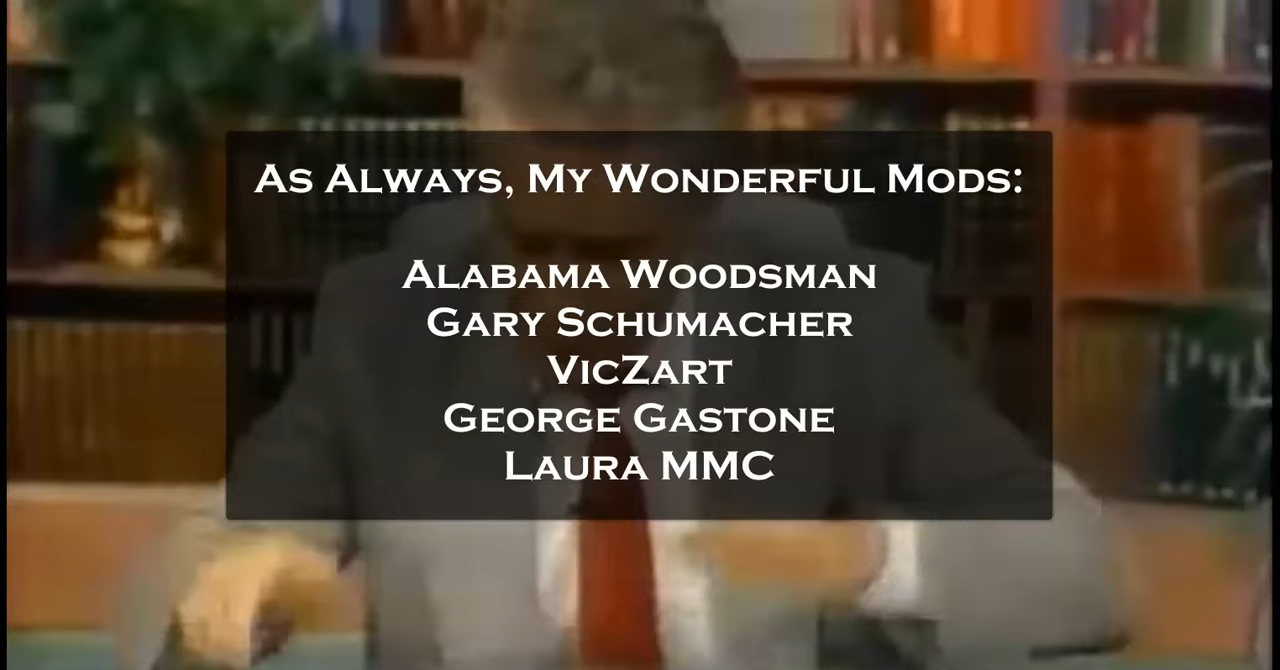 As Always, My Wonderful Mods:
Alabama Woodsman
Gary Schumacher
VicZart
George Gastone
Laura MMC